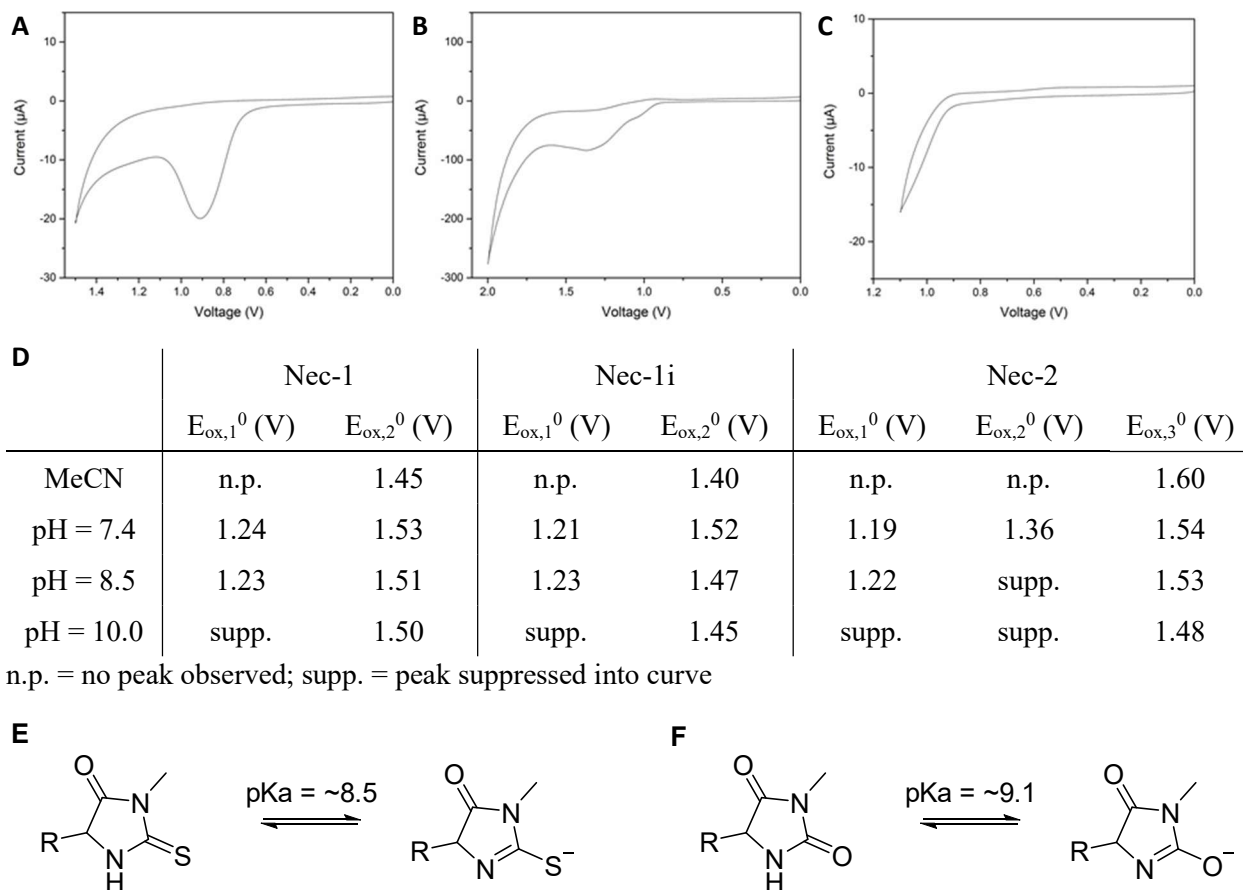 A
B
C
10
0
-10
-20
-30
Current (µA)
1.4
1.2
1.0
0.8
0.6
0.4
0.2
0.0
Voltage (V)
100
0
-100
-200
-300
Current (µA)
2.0
1.5
1.0
0.5
0.0
Voltage (V)
10
0
-10
-20
Current (µA)
1.2
1.0
0.8
0.6
0.4
0.2
0.0
Voltage (V)
D
Nec-1 Nec-1i Nec-2
Eox,1⁰ (V) Eox,2⁰ (V) Eox,1⁰ (V) Eox,2⁰ (V) Eox,1⁰ (V) Eox,2⁰ (V) Eox,3⁰ (V)
MeCN n.p. 1.45 n.p. 1.40 n.p. n.p. 1.60
pH = 7.4 1.24 1.53 1.21 1.52 1.19 1.36 1.54
pH = 8.5 1.23 1.51 1.23 1.47 1.22 supp. 1.53
pH = 10.0 supp. 1.50 supp. 1.45 supp. supp. 1.48
n.p. = no peak observed; supp. = peak suppressed into curve
E
O
N
R
N
H
S
pKa = ~8.5
O
N
R
N
S⁻
F
O
N
R
N
H
O
pKa = ~9.1
O
N
R
N
O⁻